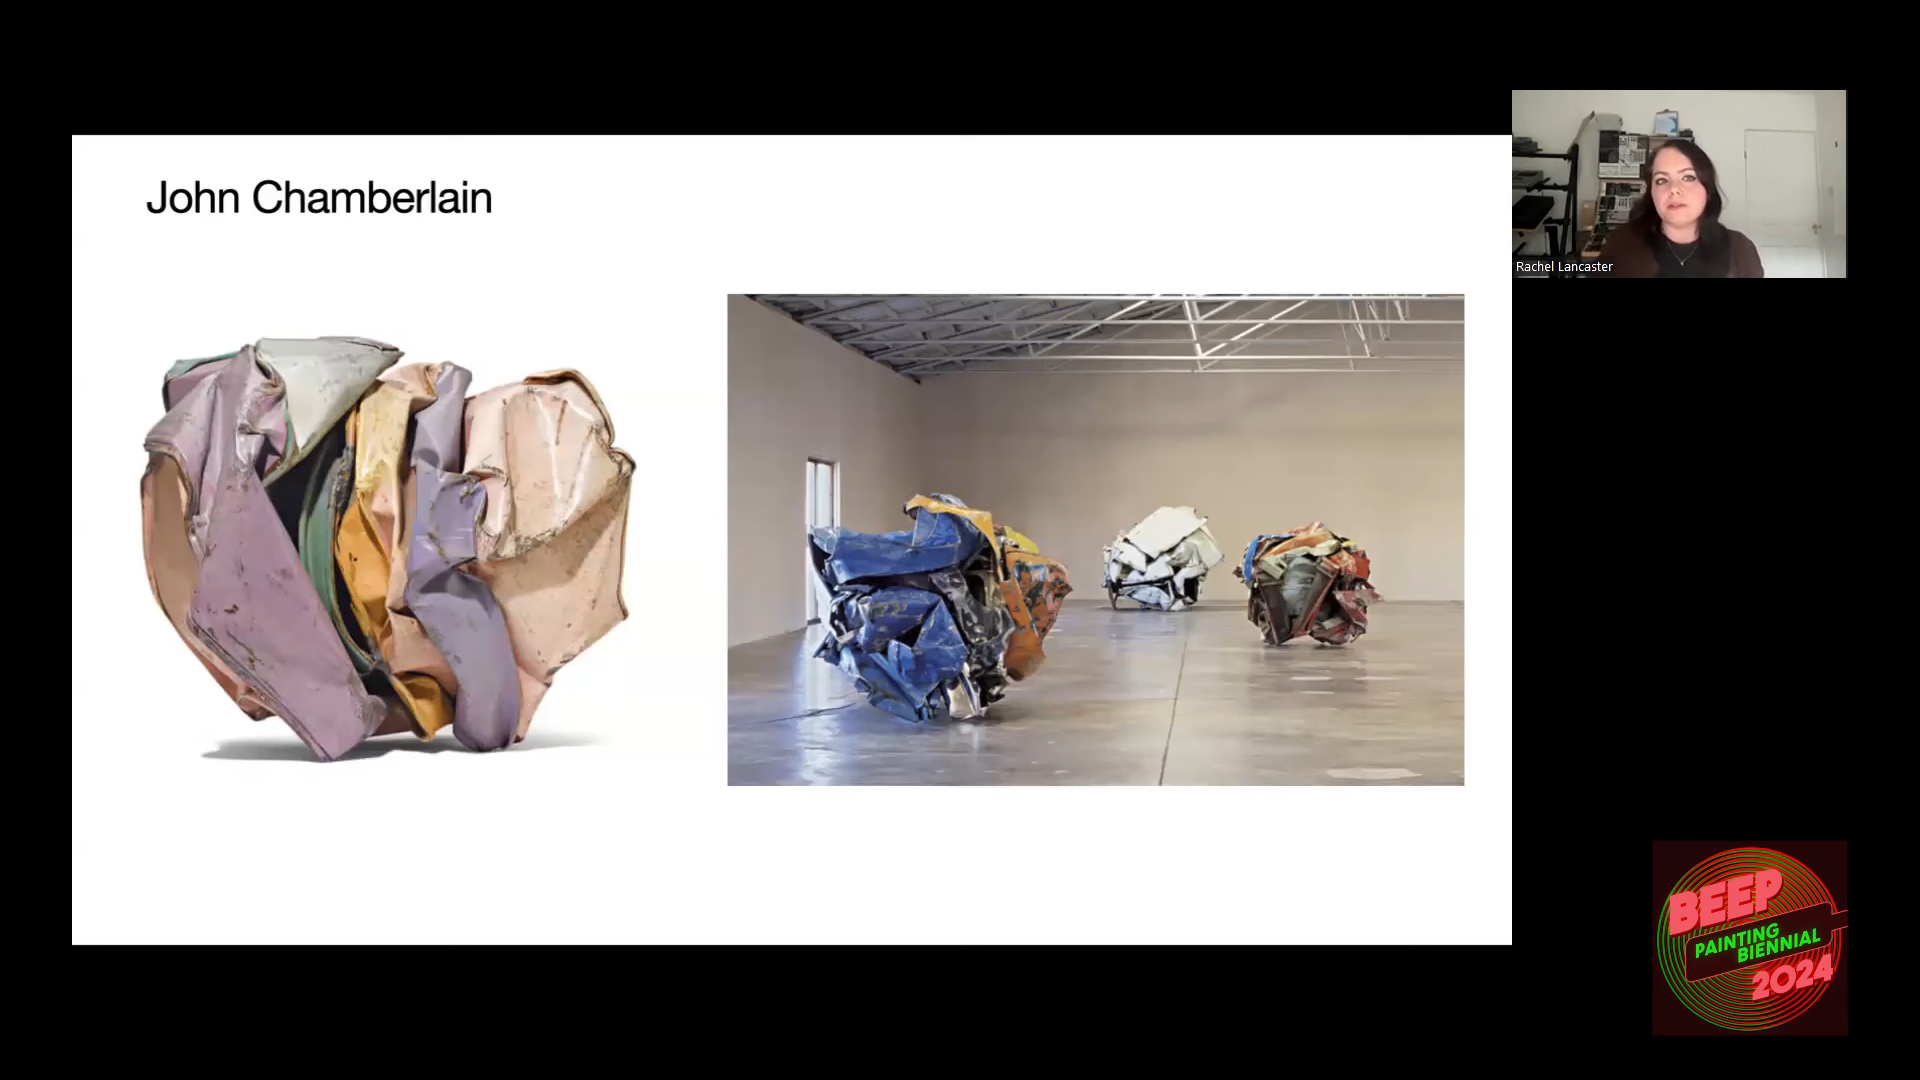 John Chamberlain
Rachel Lancaster
BEEP
PAINTING
BIENNIAL
2024